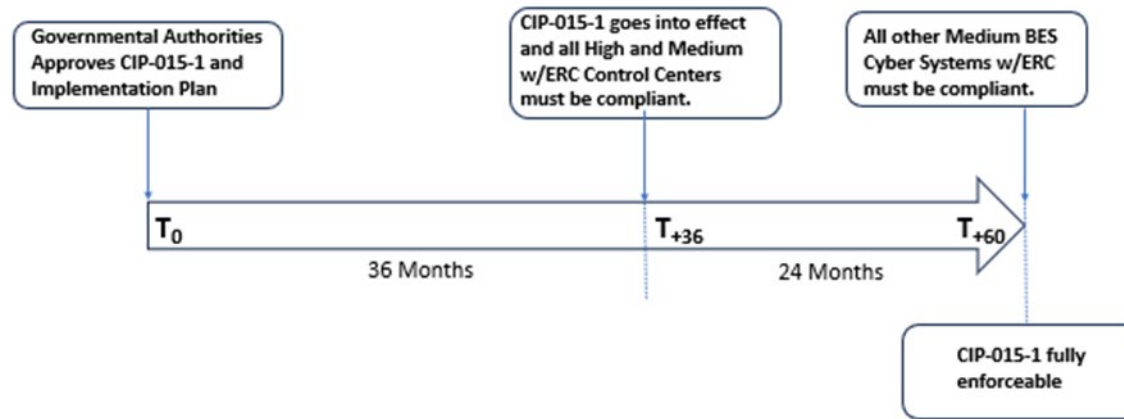 Governmental Authorities
Approves CIP-015-1 and
Implementation Plan
CIP-015-1 goes into effect
and all High and Medium
w/ERC Control Centers
must be compliant.
All other Medium BES
Cyber Systems w/ERC
must be compliant.
T0
T+36
T+60
36 Months
24 Months
CIP-015-1 fully
enforceable